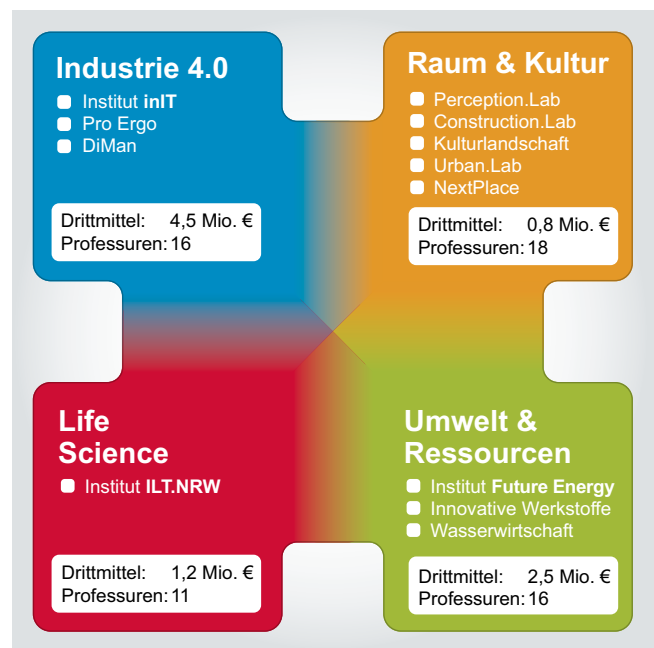 Industrie 4.0
Institut inIT
Pro Ergo
DiMan
Drittmittel: 4,5 Mio. €
Professuren: 16
Raum & Kultur
Perception.Lab
Construction.Lab
Kulturlandschaft
Urban.Lab
NextPlace
Drittmittel: 0,8 Mio. €
Professuren: 18
Life
Science
Institut ILT.NRW
Drittmittel: 1,2 Mio. €
Professuren: 11
Umwelt &
Ressourcen
Institut Future Energy
Innovative Werkstoffe
Wasserwirtschaft
Drittmittel: 2,5 Mio. €
Professuren: 16